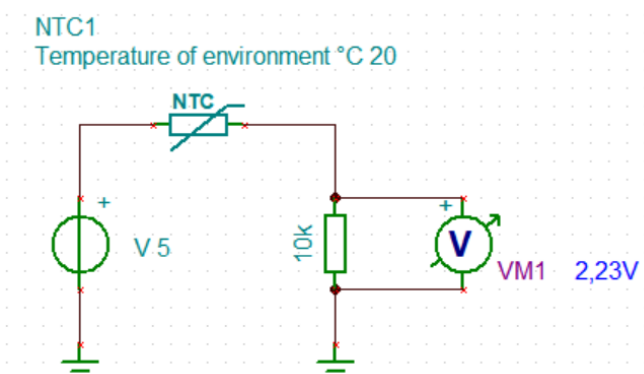 NTC1
Temperature of environment °C 20
NTC
+
V 5
10k
+
V
VM1 2,23V